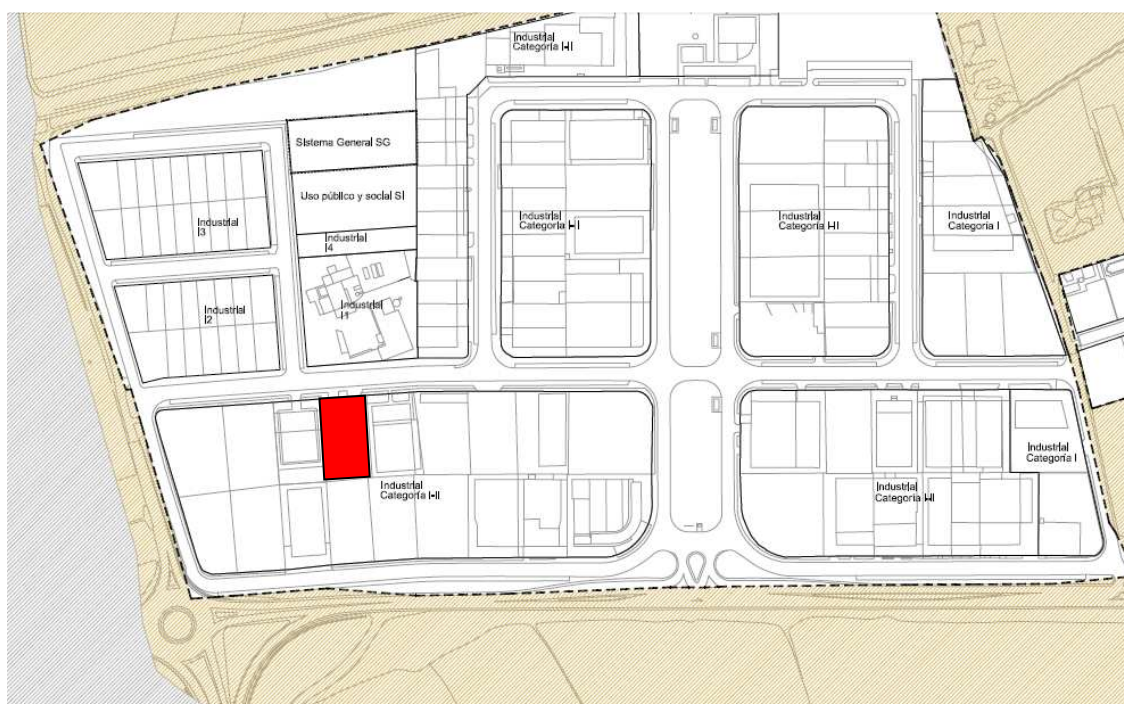 Industrial
Categoría I-II
Sistema General SG
Uso público y social SI
Industrial
I3
Industrial
I4
Industrial
Categoría I-II
Industrial
Categoría I-II
Industrial
Categoría I
Industrial
I2
Industrial
I1
Industrial
Categoría I-II
Industrial
Categoría I-II
Industrial
Categoría I